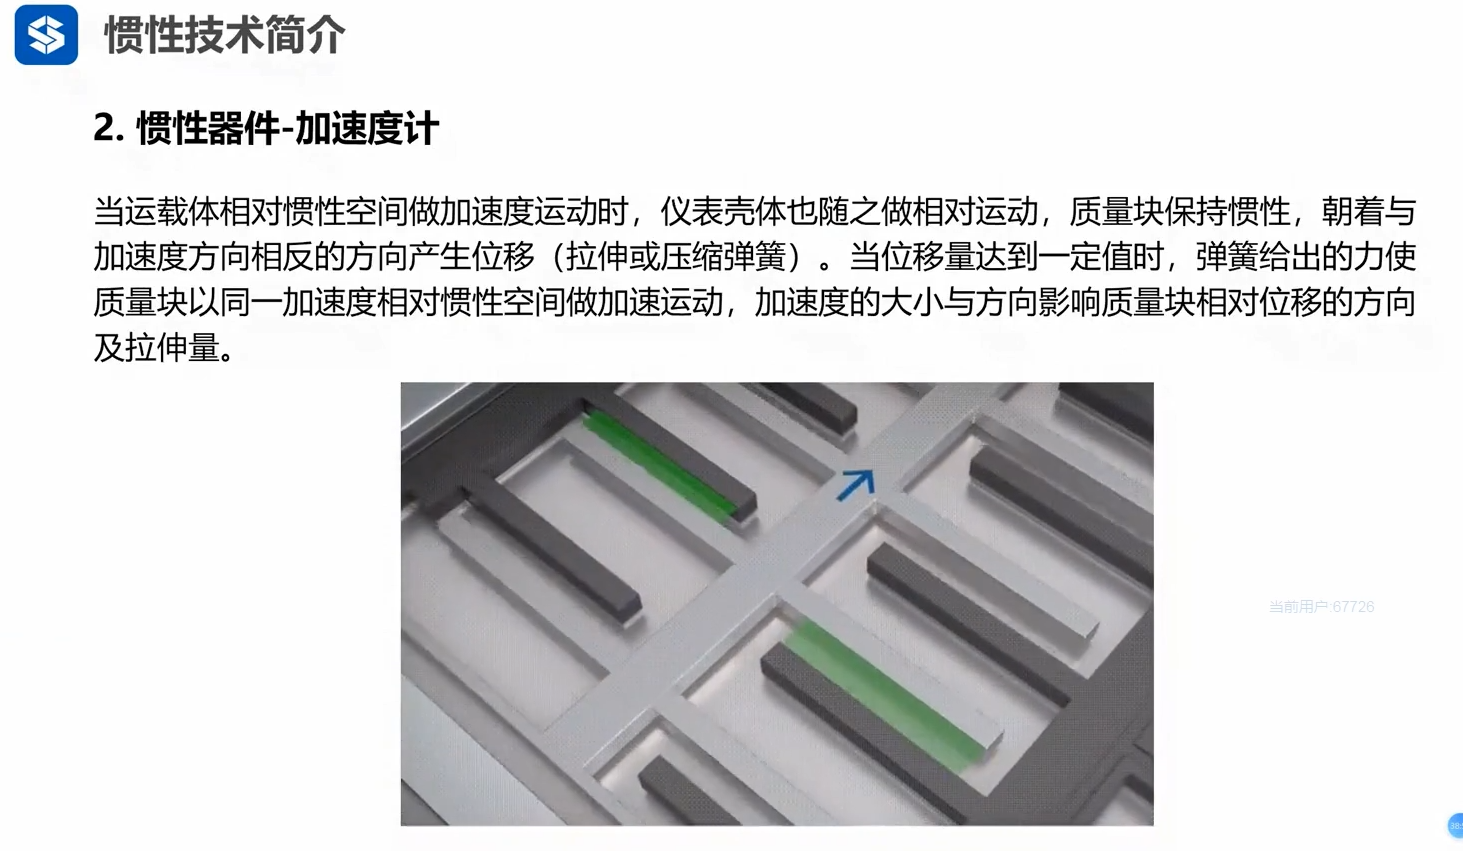 惯性技术简介
2. 惯性器件-加速度计
当运载体相对惯性空间做加速度运动时，仪表壳体也随之做相对运动，质量块保持惯性，朝着与
加速度方向相反的方向产生位移（拉伸或压缩弹簧）。当位移量达到一定值时，弹簧给出的力使
质量块以同一加速度相对惯性空间做加速运动，加速度的大小与方向影响质量块相对位移的方向
及拉伸量。
当前用户:67726